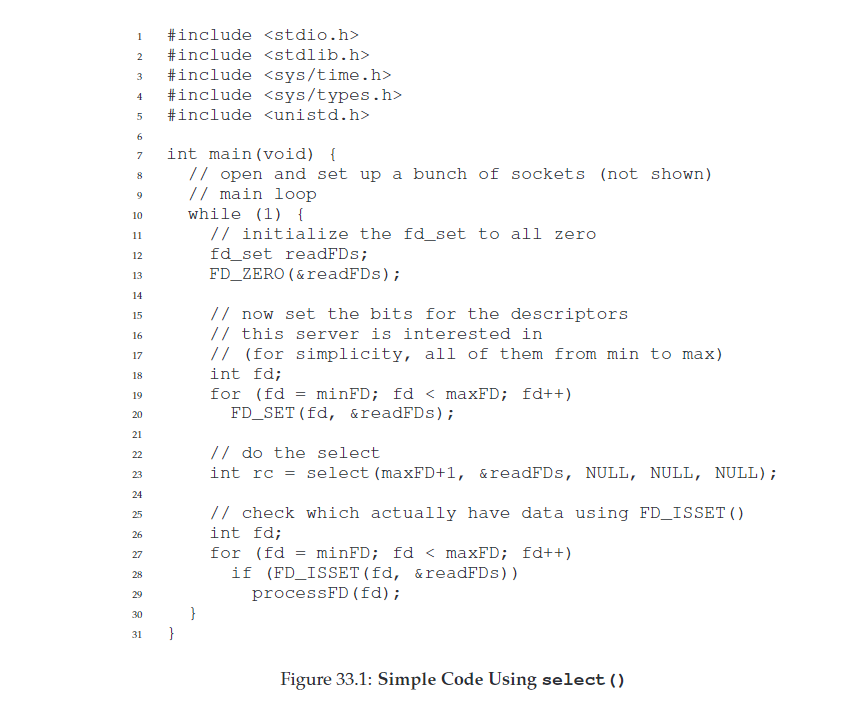 1 #include <stdio.h>
2 #include <stdlib.h>
3 #include <sys/time.h>
4 #include <sys/types.h>
5 #include <unistd.h>
6
7 int main(void) {
8   // open and set up a bunch of sockets (not shown)
9   // main loop
10   while (1) {
11     // initialize the fd_set to all zero
12     fd_set readFDs;
13     FD_ZERO(&readFDs);
14
15     // now set the bits for the descriptors
16     // this server is interested in
17     // (for simplicity, all of them from min to max)
18     int fd;
19     for (fd = minFD; fd < maxFD; fd++)
20       FD_SET(fd, &readFDs);
21
22     // do the select
23     int rc = select(maxFD+1, &readFDs, NULL, NULL, NULL);
24
25     // check which actually have data using FD_ISSET()
26     int fd;
27     for (fd = minFD; fd < maxFD; fd++)
28       if (FD_ISSET(fd, &readFDs))
29         processFD(fd);
30   }
31 }
Figure 33.1: Simple Code Using select()